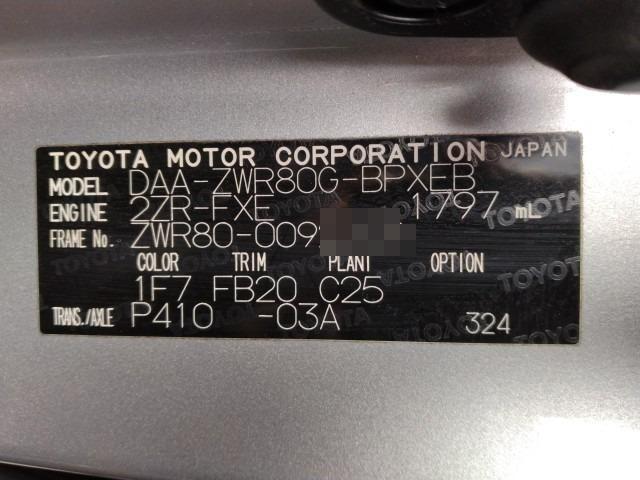 TOYOTA MOTOR CORPORATION JAPAN
MODEL DAA-ZWR80G-BPXEB
ENGINE 2ZR-FXE 1797 mL
FRAME No. ZWR80-009
COLOR TRIM PLANT OPTION
1F7 FB20 C25
TRANS./AXLE P410 -03A 324